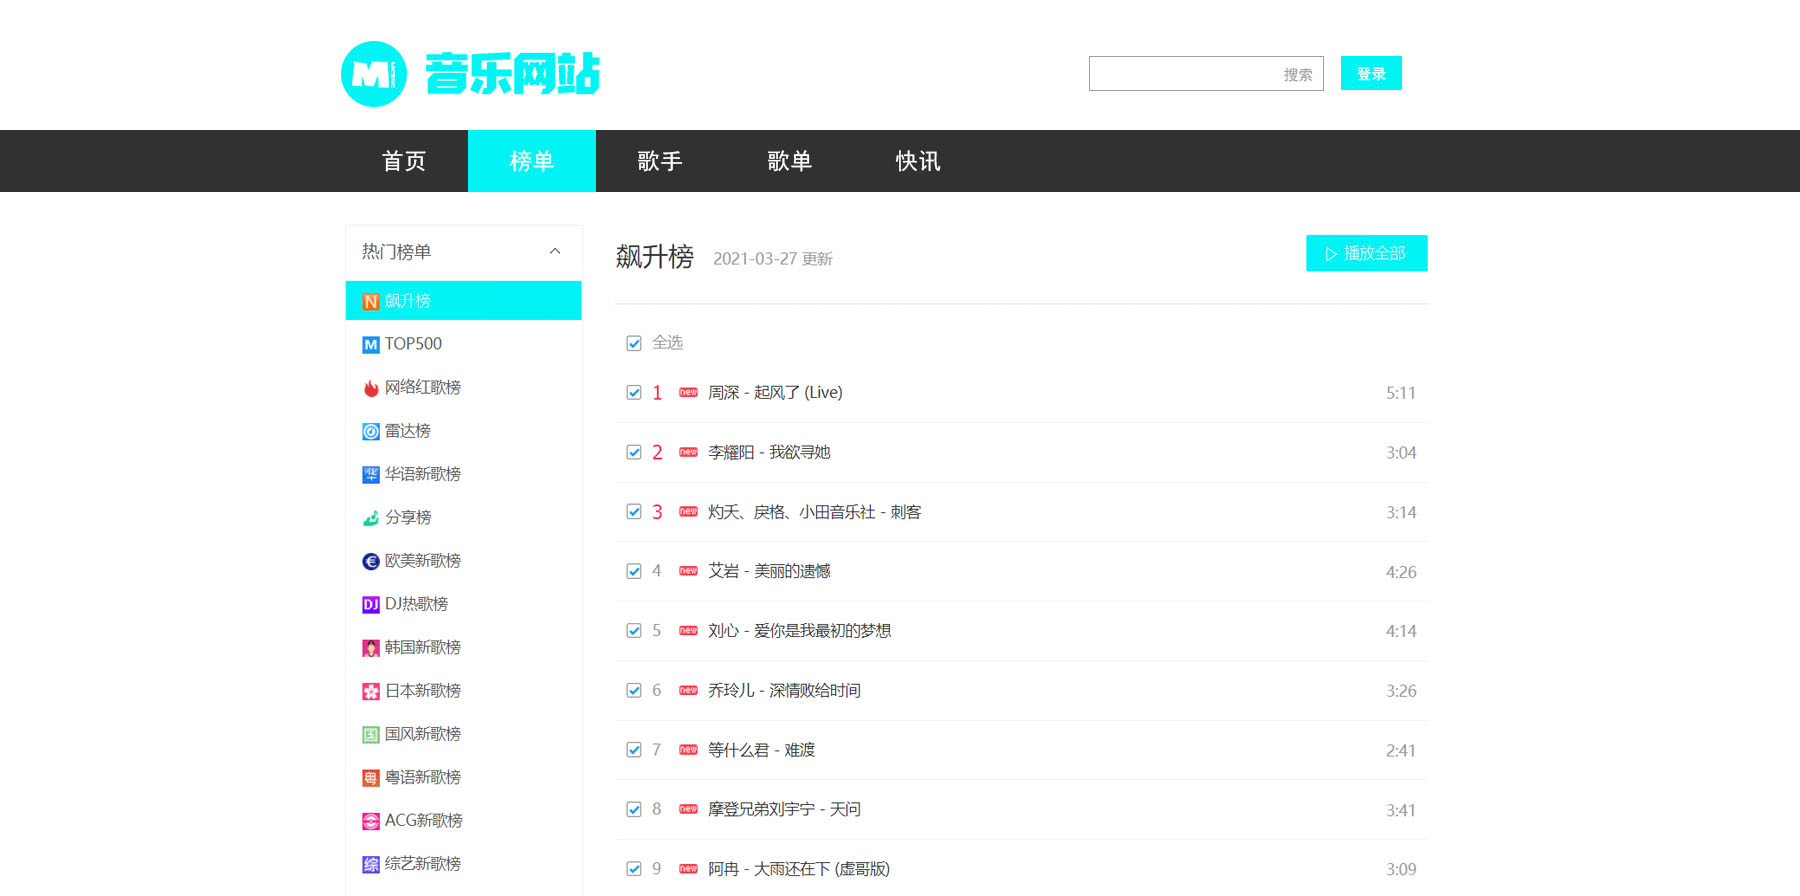 M 音乐网站
搜索 登录
首页 榜单 歌手 歌单 快讯
热门榜单
N 飙升榜
M TOP500
网络红歌榜
雷达榜
华 华语新歌榜
分享榜
€ 欧美新歌榜
DJ DJ热歌榜
韩国新歌榜
日本新歌榜
国 国风新歌榜
粤 粤语新歌榜
ACG新歌榜
综 综艺新歌榜
飙升榜 2021-03-27 更新
播放全部
全选
1 new 周深 - 起风了 (Live) 5:11
2 new 李耀阳 - 我欲寻她 3:04
3 new 灼夭、戾格、小田音乐社 - 刺客 3:14
4 new 艾岩 - 美丽的遗憾 4:26
5 new 刘心 - 爱你是我最初的梦想 4:14
6 new 乔玲儿 - 深情败给时间 3:26
7 new 等什么君 - 难渡 2:41
8 new 摩登兄弟刘宇宁 - 天问 3:41
9 new 阿冉 - 大雨还在下 (虚哥版) 3:09